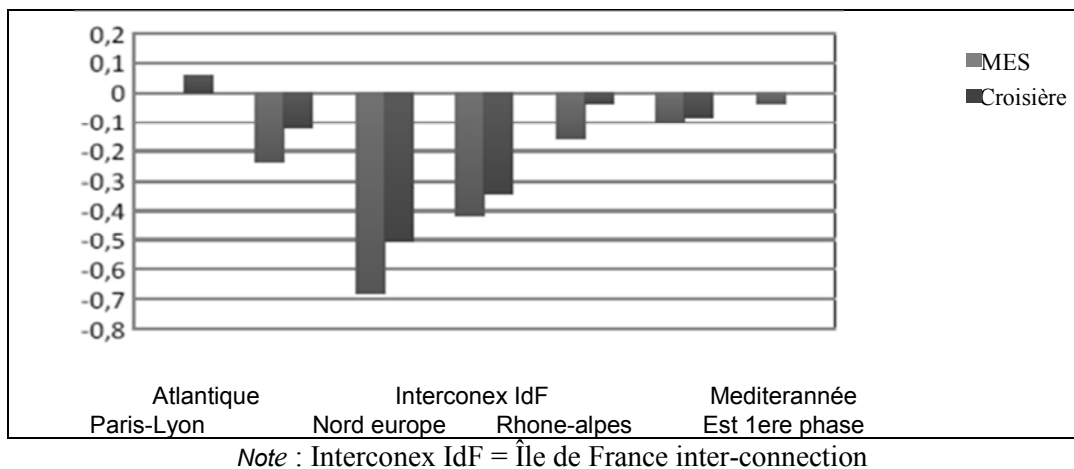 0,2
0,1
0
-0,1
-0,2
-0,3
-0,4
-0,5
-0,6
-0,7
-0,8
MES
Croisière
Atlantique Interconex IdF Mediterannée
Paris-Lyon Nord europe Rhone-alpes Est 1ere phase
Note : Interconex IdF = Île de France inter-connection